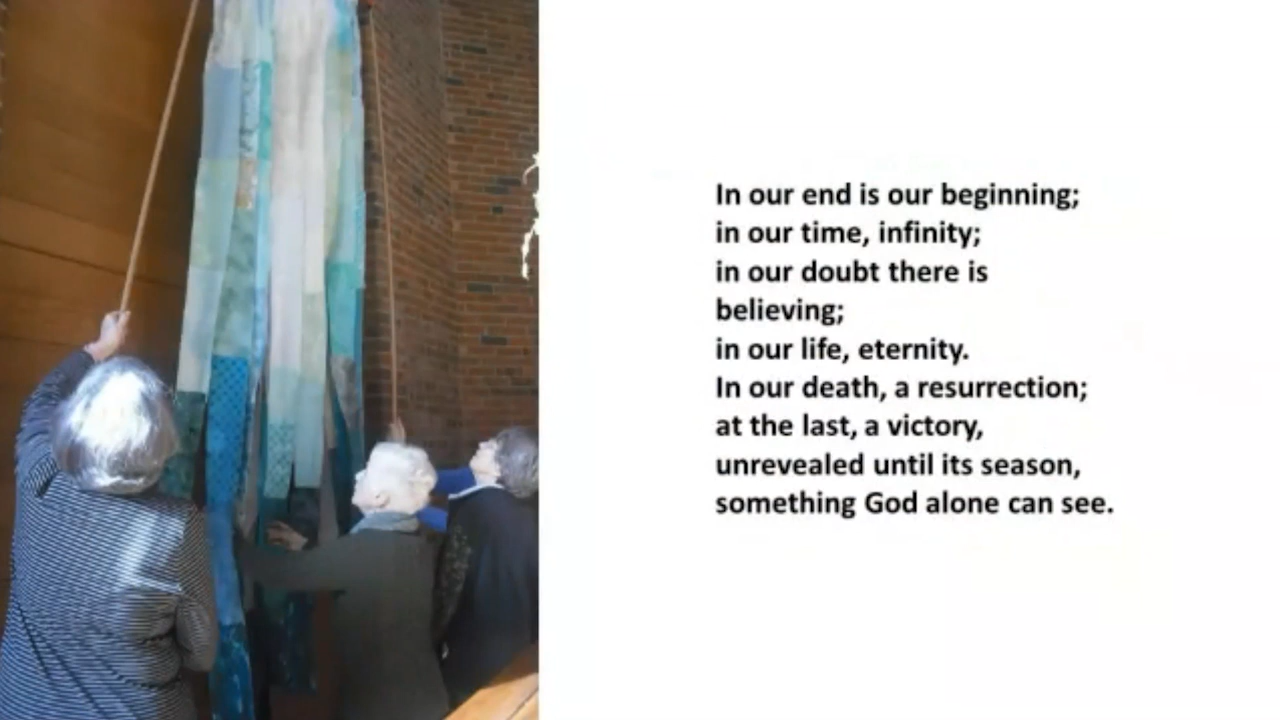 In our end is our beginning;
in our time, infinity;
in our doubt there is
believing;
in our life, eternity.
In our death, a resurrection;
at the last, a victory,
unrevealed until its season,
something God alone can see.